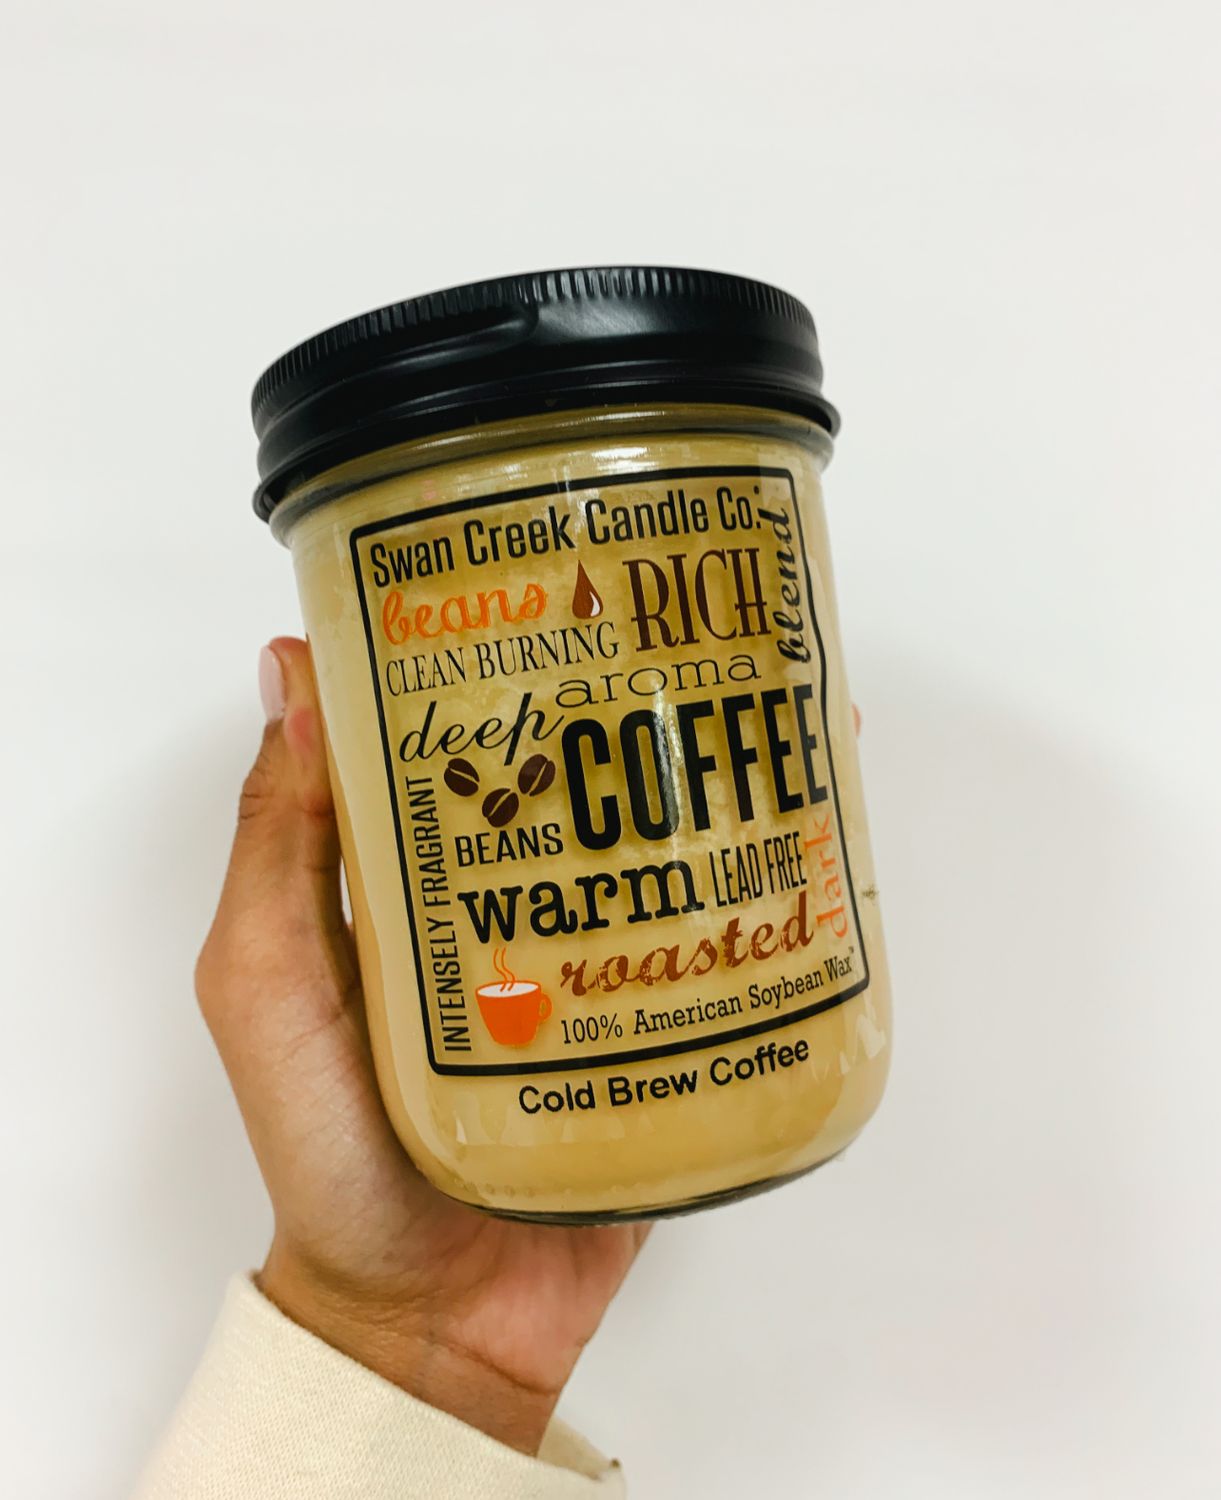 Swan Creek Candle Co.
beans
RICH
blend
CLEAN BURNING
aroma
deep
COFFEE
INTENSELY FRAGRANT
BEANS
warm
LEAD FREE
dark
roasted
100% American Soybean Wax™
Cold Brew Coffee